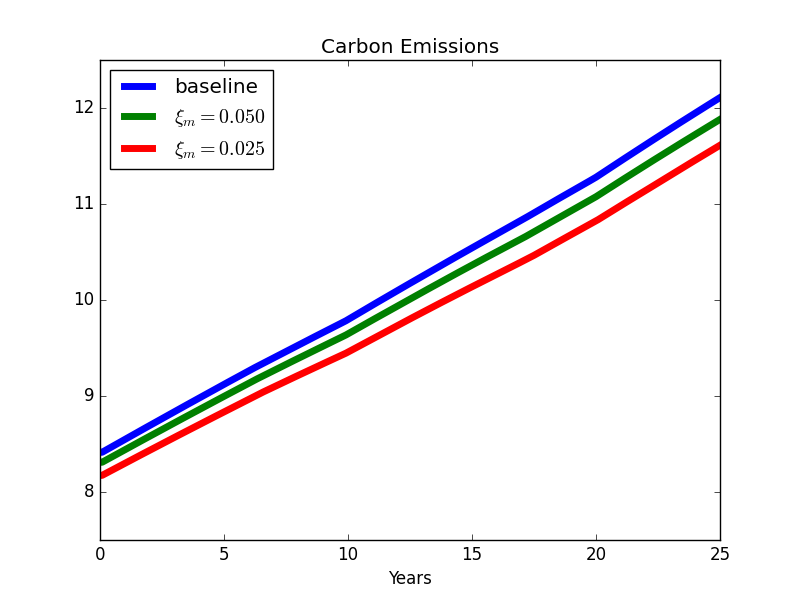 Carbon Emissions
baseline
ξₘ = 0.050
ξₘ = 0.025
12
11
10
9
8
0 5 10 15 20 25
Years